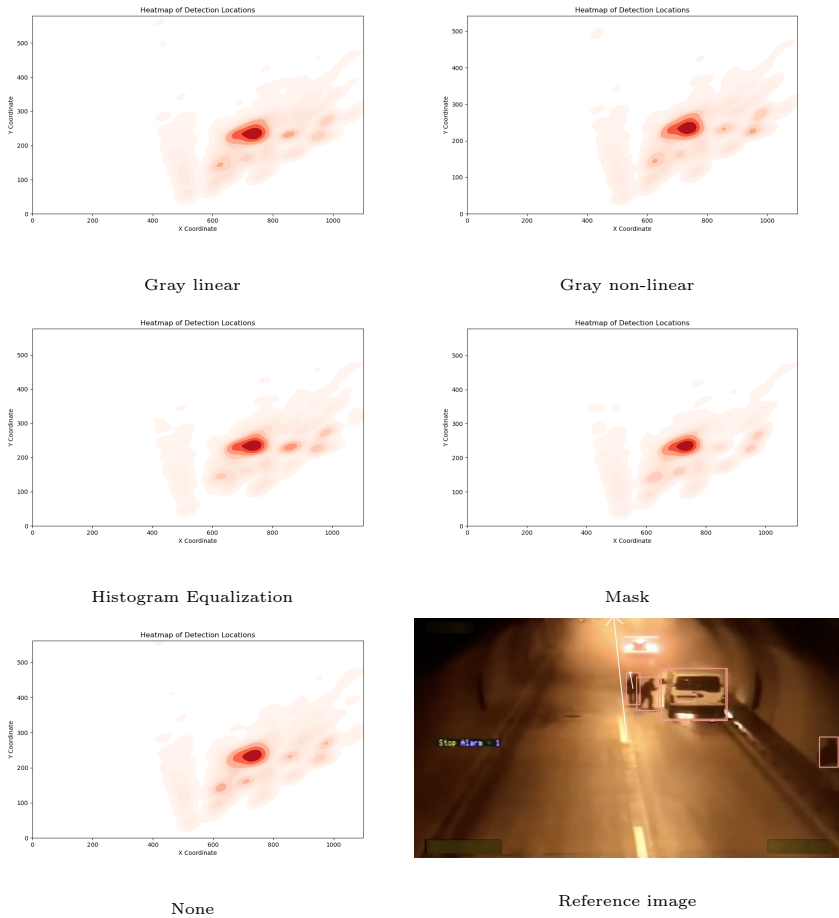 Heatmap of Detection Locations
500
400
300
200
100
0
Y Coordinate
0 200 400 600 800 1000
X Coordinate
Gray linear
Heatmap of Detection Locations
500
400
300
200
100
0
Y Coordinate
0 200 400 600 800 1000
X Coordinate
Gray non-linear
Heatmap of Detection Locations
500
400
300
200
100
0
Y Coordinate
0 200 400 600 800 1000
X Coordinate
Histogram Equalization
Heatmap of Detection Locations
500
400
300
200
100
0
Y Coordinate
0 200 400 600 800 1000
X Coordinate
Mask
Heatmap of Detection Locations
500
400
300
200
100
0
Y Coordinate
0 200 400 600 800 1000
X Coordinate
None
Stop Alarm - 1
Reference image